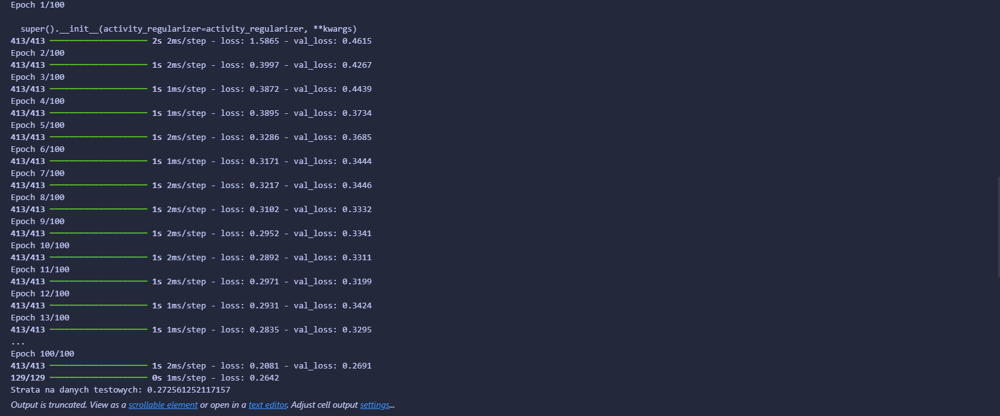 Epoch 1/100
super().__init__(activity_regularizer=activity_regularizer, **kwargs)
413/413 ━━━━━━━━━━━━━━━━━━━━ 2s 2ms/step - loss: 1.5865 - val_loss: 0.4615
Epoch 2/100
413/413 ━━━━━━━━━━━━━━━━━━━━ 1s 2ms/step - loss: 0.3997 - val_loss: 0.4267
Epoch 3/100
413/413 ━━━━━━━━━━━━━━━━━━━━ 1s 1ms/step - loss: 0.3872 - val_loss: 0.4439
Epoch 4/100
413/413 ━━━━━━━━━━━━━━━━━━━━ 1s 1ms/step - loss: 0.3895 - val_loss: 0.3734
Epoch 5/100
413/413 ━━━━━━━━━━━━━━━━━━━━ 1s 2ms/step - loss: 0.3286 - val_loss: 0.3685
Epoch 6/100
413/413 ━━━━━━━━━━━━━━━━━━━━ 1s 1ms/step - loss: 0.3171 - val_loss: 0.3444
Epoch 7/100
413/413 ━━━━━━━━━━━━━━━━━━━━ 1s 2ms/step - loss: 0.3217 - val_loss: 0.3446
Epoch 8/100
413/413 ━━━━━━━━━━━━━━━━━━━━ 1s 2ms/step - loss: 0.3102 - val_loss: 0.3332
Epoch 9/100
413/413 ━━━━━━━━━━━━━━━━━━━━ 1s 2ms/step - loss: 0.2952 - val_loss: 0.3341
Epoch 10/100
413/413 ━━━━━━━━━━━━━━━━━━━━ 1s 2ms/step - loss: 0.2892 - val_loss: 0.3311
Epoch 11/100
413/413 ━━━━━━━━━━━━━━━━━━━━ 1s 2ms/step - loss: 0.2971 - val_loss: 0.3199
Epoch 12/100
413/413 ━━━━━━━━━━━━━━━━━━━━ 1s 1ms/step - loss: 0.2931 - val_loss: 0.3424
Epoch 13/100
413/413 ━━━━━━━━━━━━━━━━━━━━ 1s 1ms/step - loss: 0.2835 - val_loss: 0.3295
...
Epoch 100/100
413/413 ━━━━━━━━━━━━━━━━━━━━ 1s 2ms/step - loss: 0.2081 - val_loss: 0.2691
129/129 ━━━━━━━━━━━━━━━━━━━━ 0s 1ms/step - loss: 0.2642
Strata na danych testowych: 0.272561252117157
Output is truncated. View as a scrollable element or open in a text editor. Adjust cell output settings...